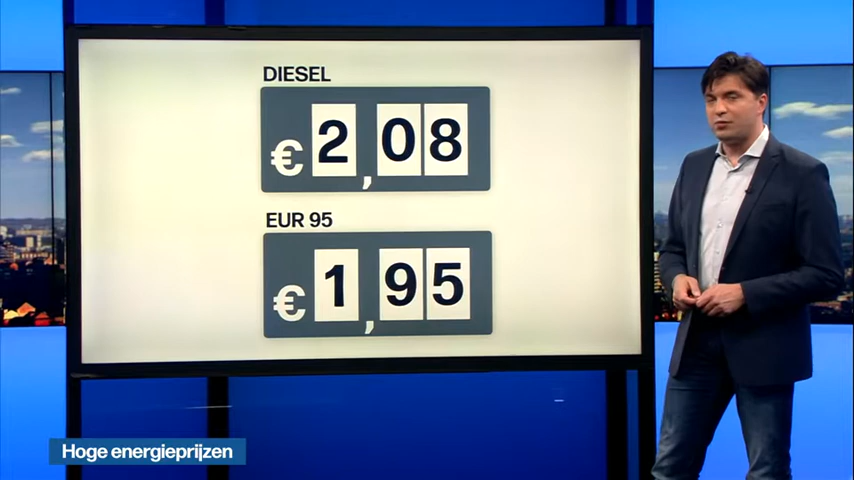 DIESEL
€ 2,08
EUR 95
€ 1,95
Hoge energieprijzen